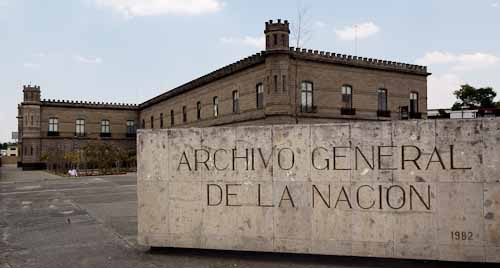 ARCHIVO GENERAL
DE LA NACION
1982